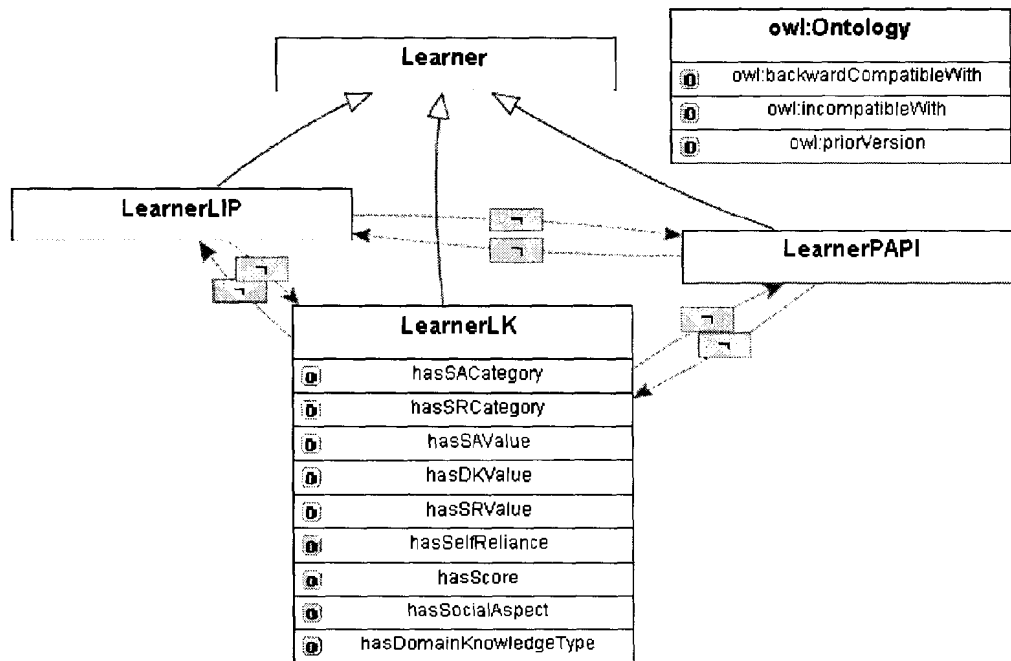 Learner
owl:Ontology
owl:backwardCompatibleWith
owl:incompatibleWith
owl:priorVersion
LearnerLIP
¬
¬
LearnerPAPI
¬
¬
¬
¬
LearnerLK
hasSACategory
hasSRCategory
hasSAValue
hasDKValue
hasSRValue
hasSelfReliance
hasScore
hasSocialAspect
hasDomainKnowledgeType